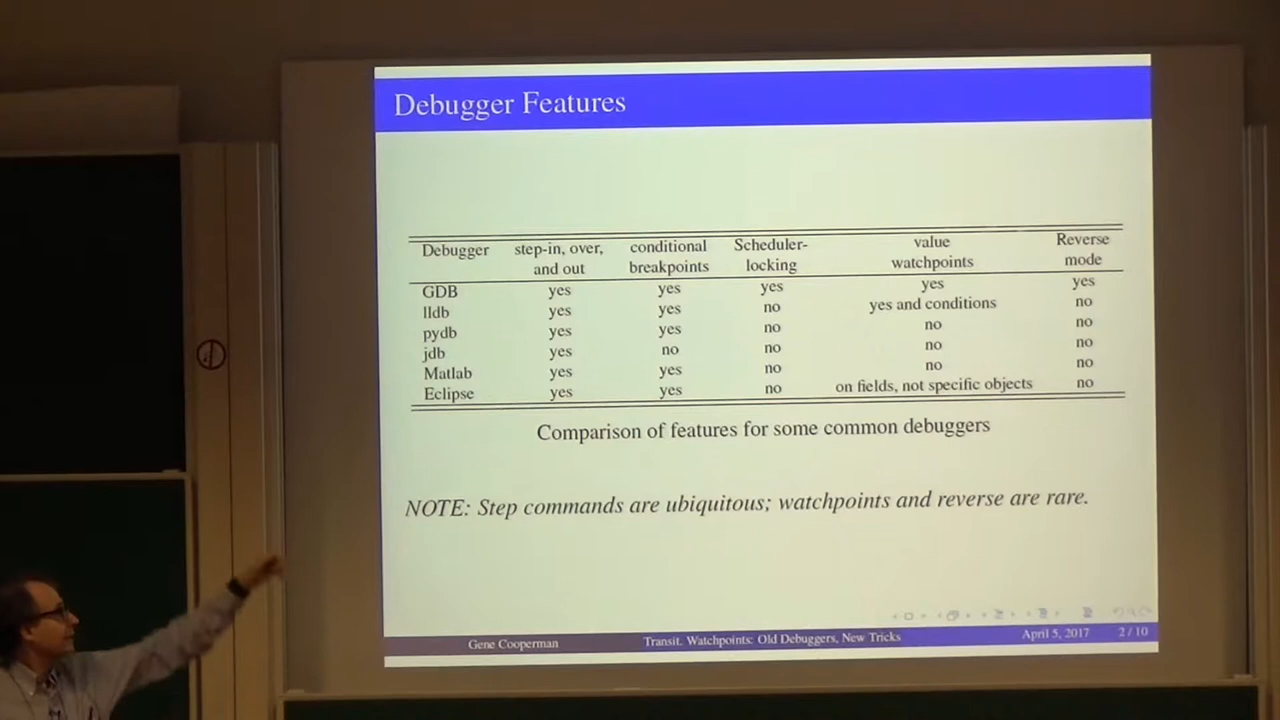 Debugger Features
Debugger step-in, over, conditional Scheduler- value Reverse
and out breakpoints locking watchpoints mode
GDB yes yes yes yes yes
lldb yes yes no yes and conditions no
pydb yes yes no no no
jdb yes no no no no
Matlab yes yes no no no
Eclipse yes yes no on fields, not specific objects no
Comparison of features for some common debuggers
NOTE: Step commands are ubiquitous; watchpoints and reverse are rare.
Gene Cooperman Transit. Watchpoints: Old Debuggers, New Tricks April 5, 2017 2 / 10